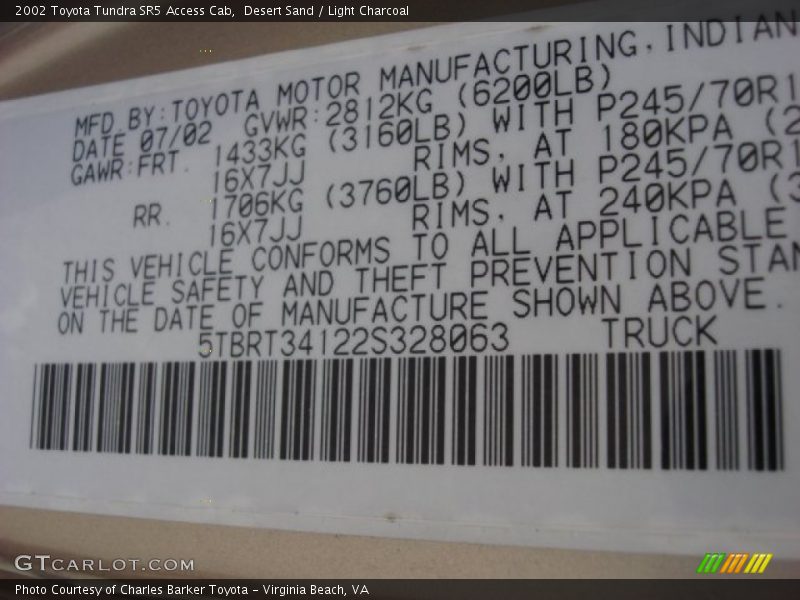 2002 Toyota Tundra SR5 Access Cab,  Desert Sand / Light Charcoal
MFD.BY:TOYOTA MOTOR MANUFACTURING,INDIAN
DATE 07/02 GVWR:2812KG (6200LB)
GAWR:FRT. 1433KG (3160LB) WITH P245/70R1
16X7JJ RIMS, AT 180KPA (2
RR. 1706KG (3760LB) WITH P245/70R1
16X7JJ RIMS, AT 240KPA (3
THIS VEHICLE CONFORMS TO ALL APPLICABLE
VEHICLE SAFETY AND THEFT PREVENTION STAN
ON THE DATE OF MANUFACTURE SHOWN ABOVE.
5TBRT34122S328063 TRUCK
GTCARLOT.COM
Photo Courtesy of Charles Barker Toyota - Virginia Beach, VA